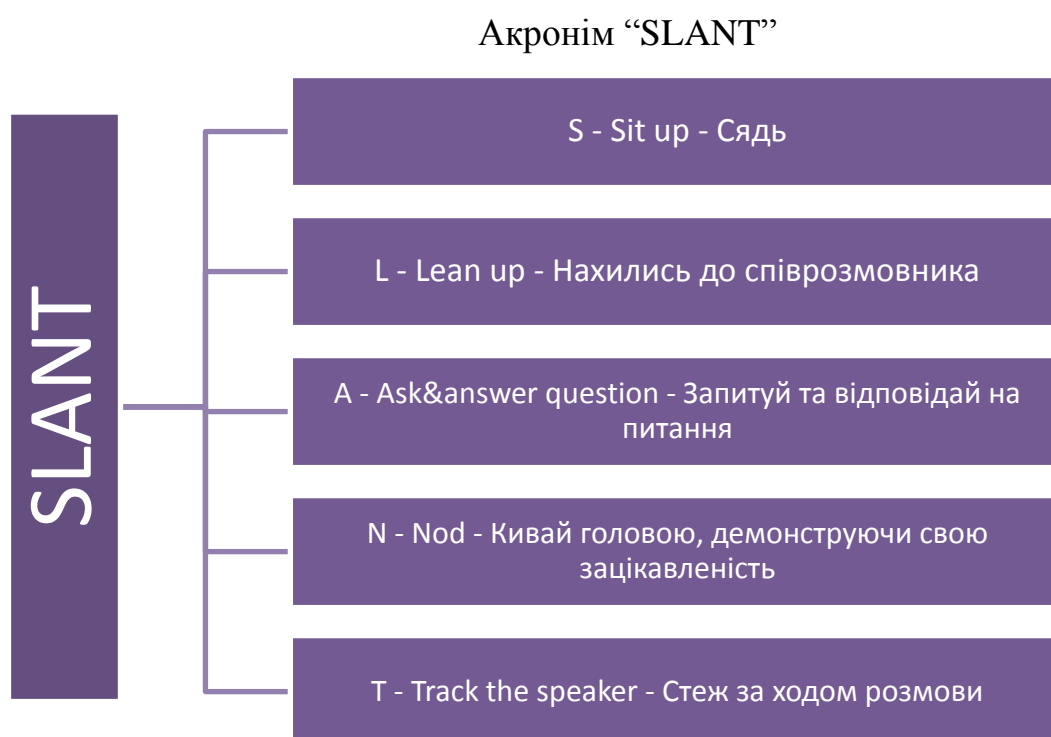 Акронім “SLANT”
SLANT
S - Sit up - Сядь
L - Lean up - Нахились до співрозмовника
A - Ask&answer question - Запитуй та відповідай на
питання
N - Nod - Кивай головою, демонструючи свою
зацікавленість
T - Track the speaker - Стеж за ходом розмови